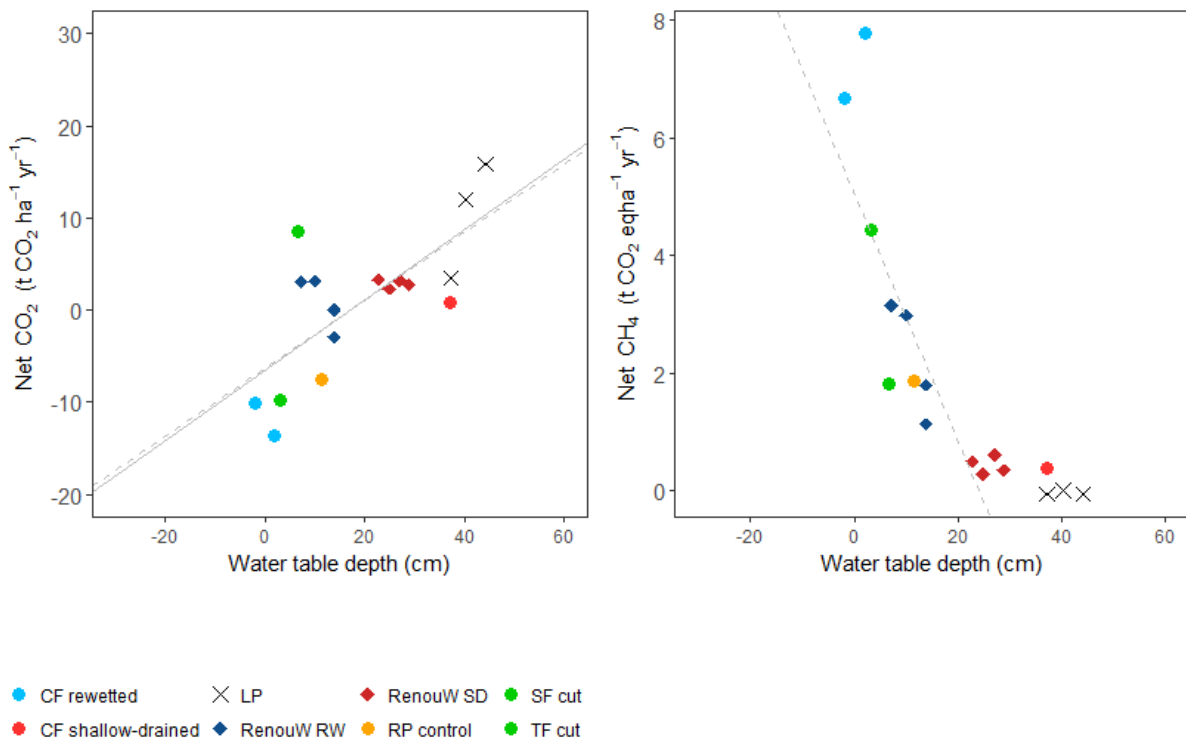 Net CO₂ (t CO₂ ha⁻¹ yr⁻¹)
30
20
10
0
-10
-20
-20 0 20 40 60
Water table depth (cm)
Net CH₄ (t CO₂ eqha⁻¹ yr⁻¹)
8
6
4
2
0
-20 0 20 40 60
Water table depth (cm)
CF rewetted LP RenouW SD SF cut
CF shallow-drained RenouW RW RP control TF cut